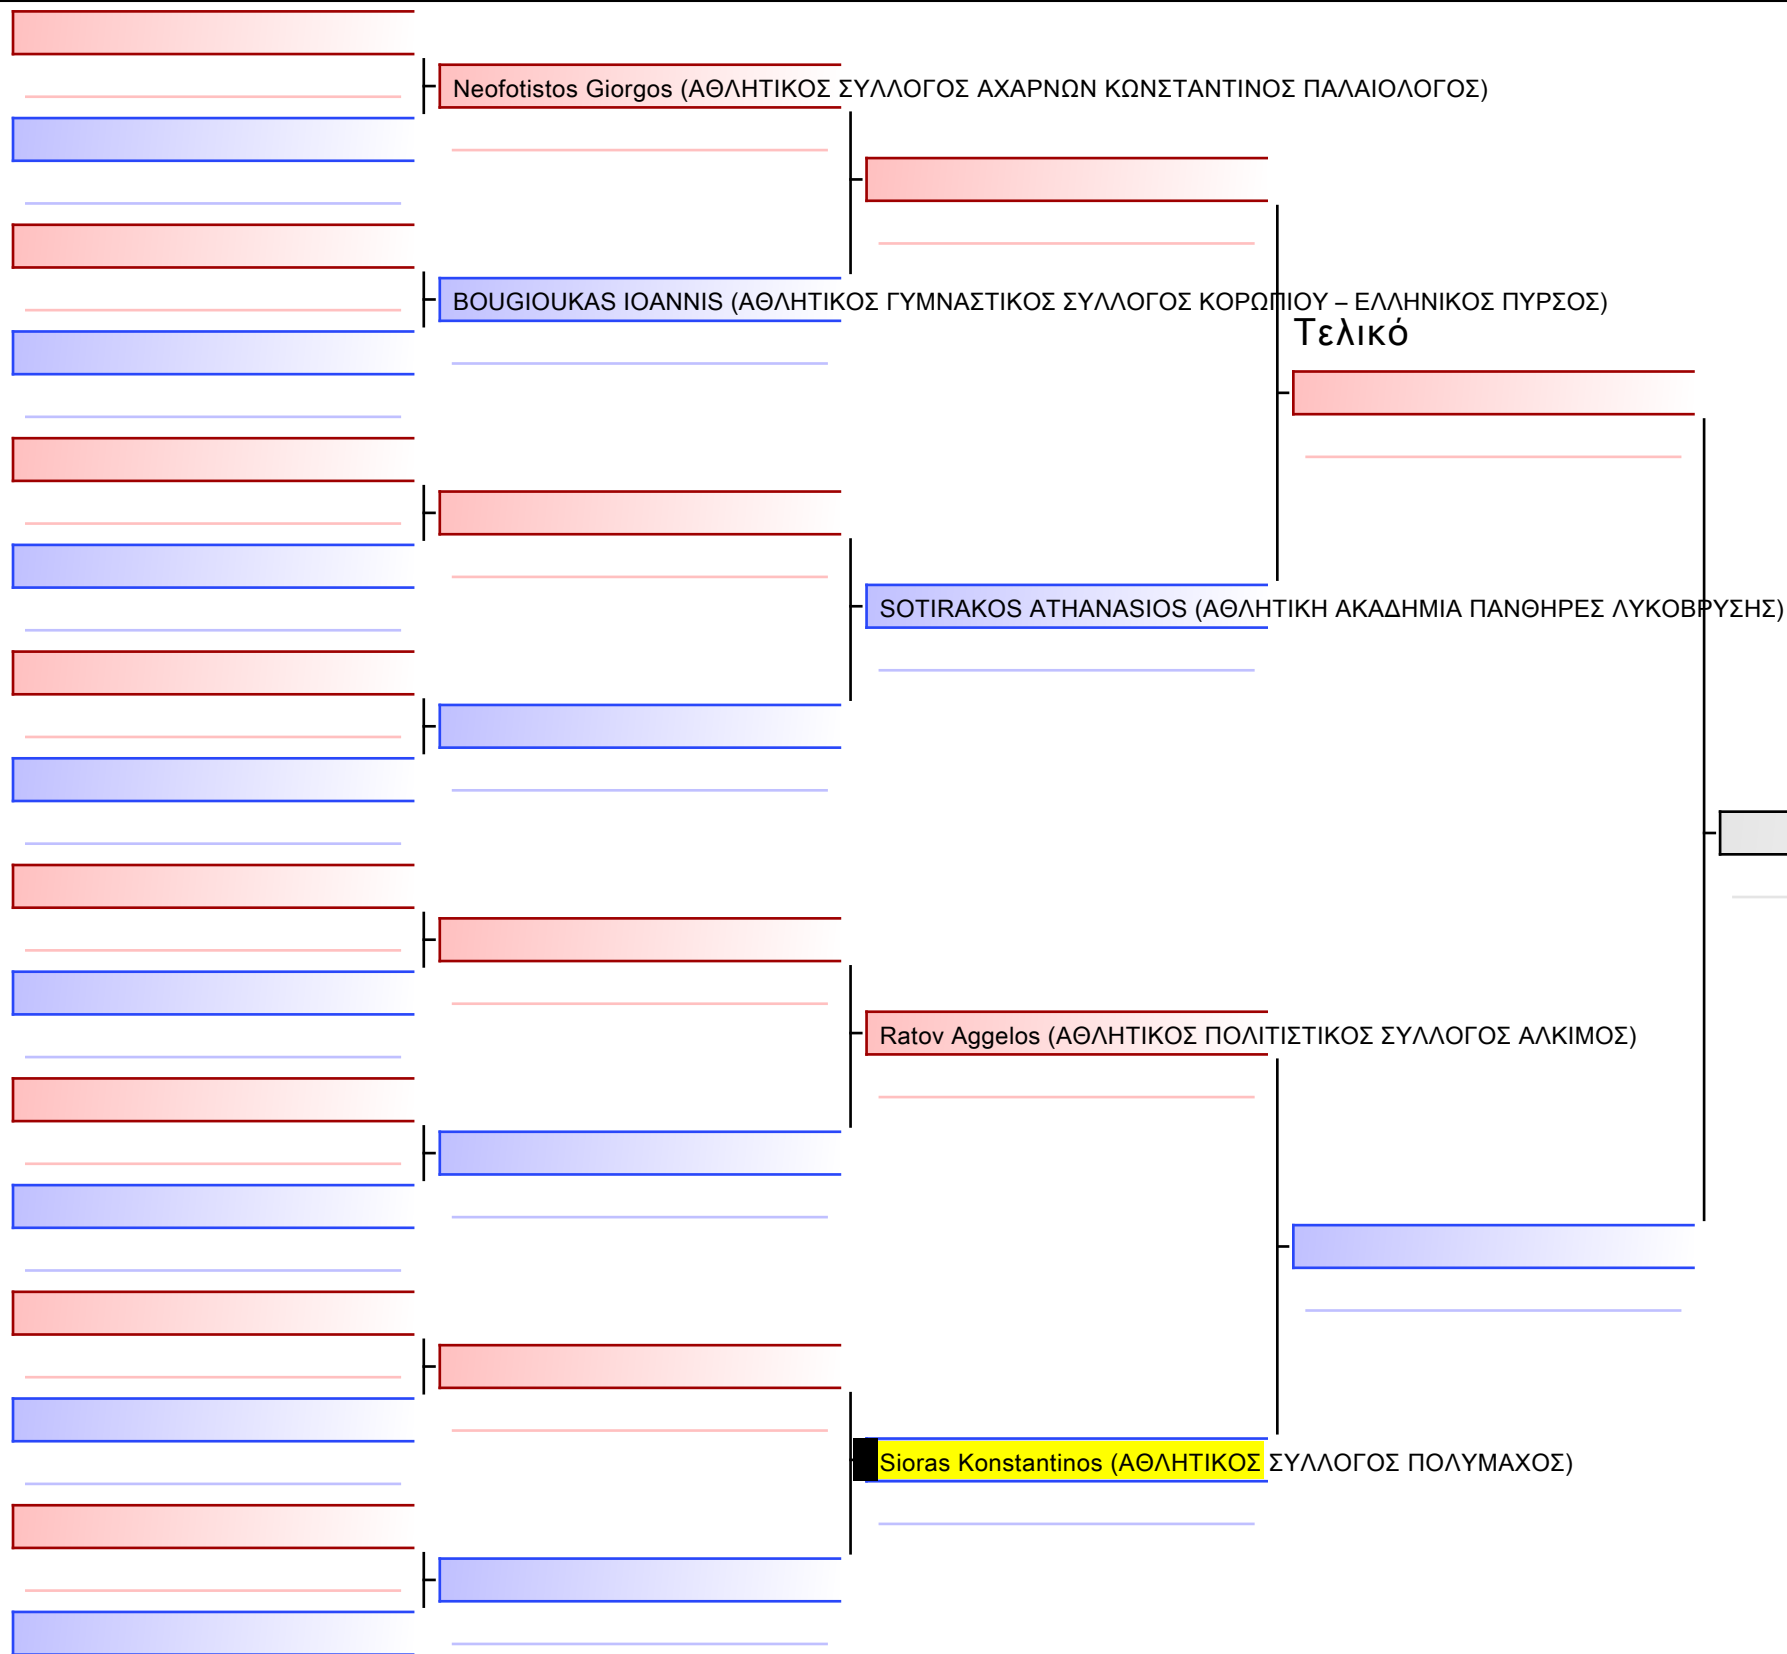 Neofotistos Giorgos (ΑΘΛΗΤΙΚΟΣ ΣΥΛΛΟΓΟΣ ΑΧΑΡΝΩΝ ΚΩΝΣΤΑΝΤΙΝΟΣ ΠΑΛΑΙΟΛΟΓΟΣ)
BOUGIOUKAS IOANNIS (ΑΘΛΗΤΙΚΟΣ ΓΥΜΝΑΣΤΙΚΟΣ ΣΥΛΛΟΓΟΣ ΚΟΡΩΠΙΟΥ – ΕΛΛΗΝΙΚΟΣ ΠΥΡΣΟΣ)
Τελικό
SOTIRAKOS ATHANASIOS (ΑΘΛΗΤΙΚΗ ΑΚΑΔΗΜΙΑ ΠΑΝΘΗΡΕΣ ΛΥΚΟΒΡΥΣΗΣ)
Ratov Aggelos (ΑΘΛΗΤΙΚΟΣ ΠΟΛΙΤΙΣΤΙΚΟΣ ΣΥΛΛΟΓΟΣ ΑΛΚΙΜΟΣ)
Sioras Konstantinos (ΑΘΛΗΤΙΚΟΣ ΣΥΛΛΟΓΟΣ ΠΟΛΥΜΑΧΟΣ)